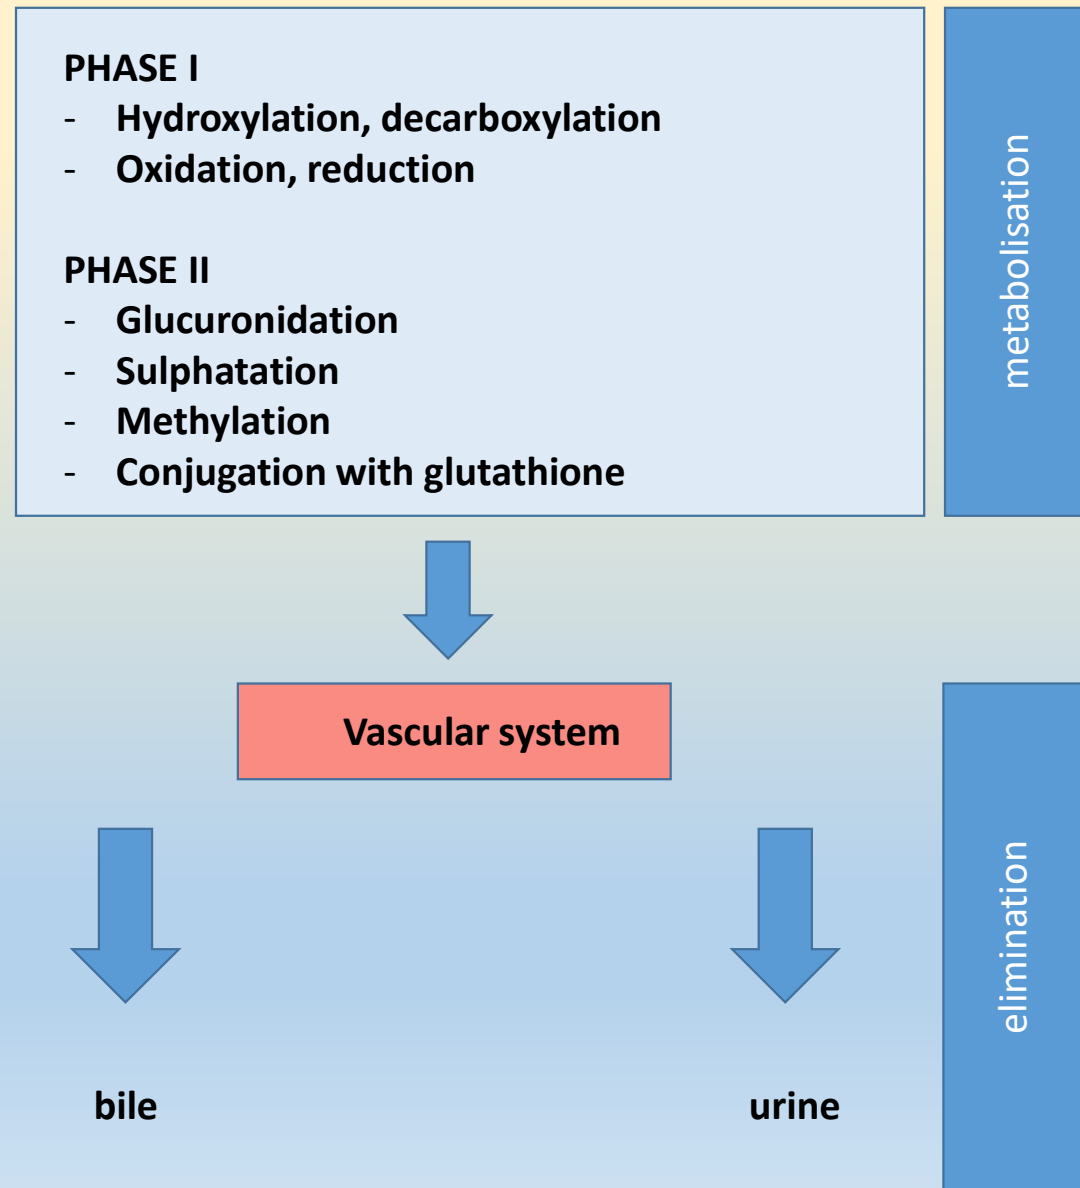 PHASE I
- Hydroxylation, decarboxylation
- Oxidation, reduction
PHASE II
- Glucuronidation
- Sulphatation
- Methylation
- Conjugation with glutathione
metabolisation
Vascular system
elimination
bile
urine